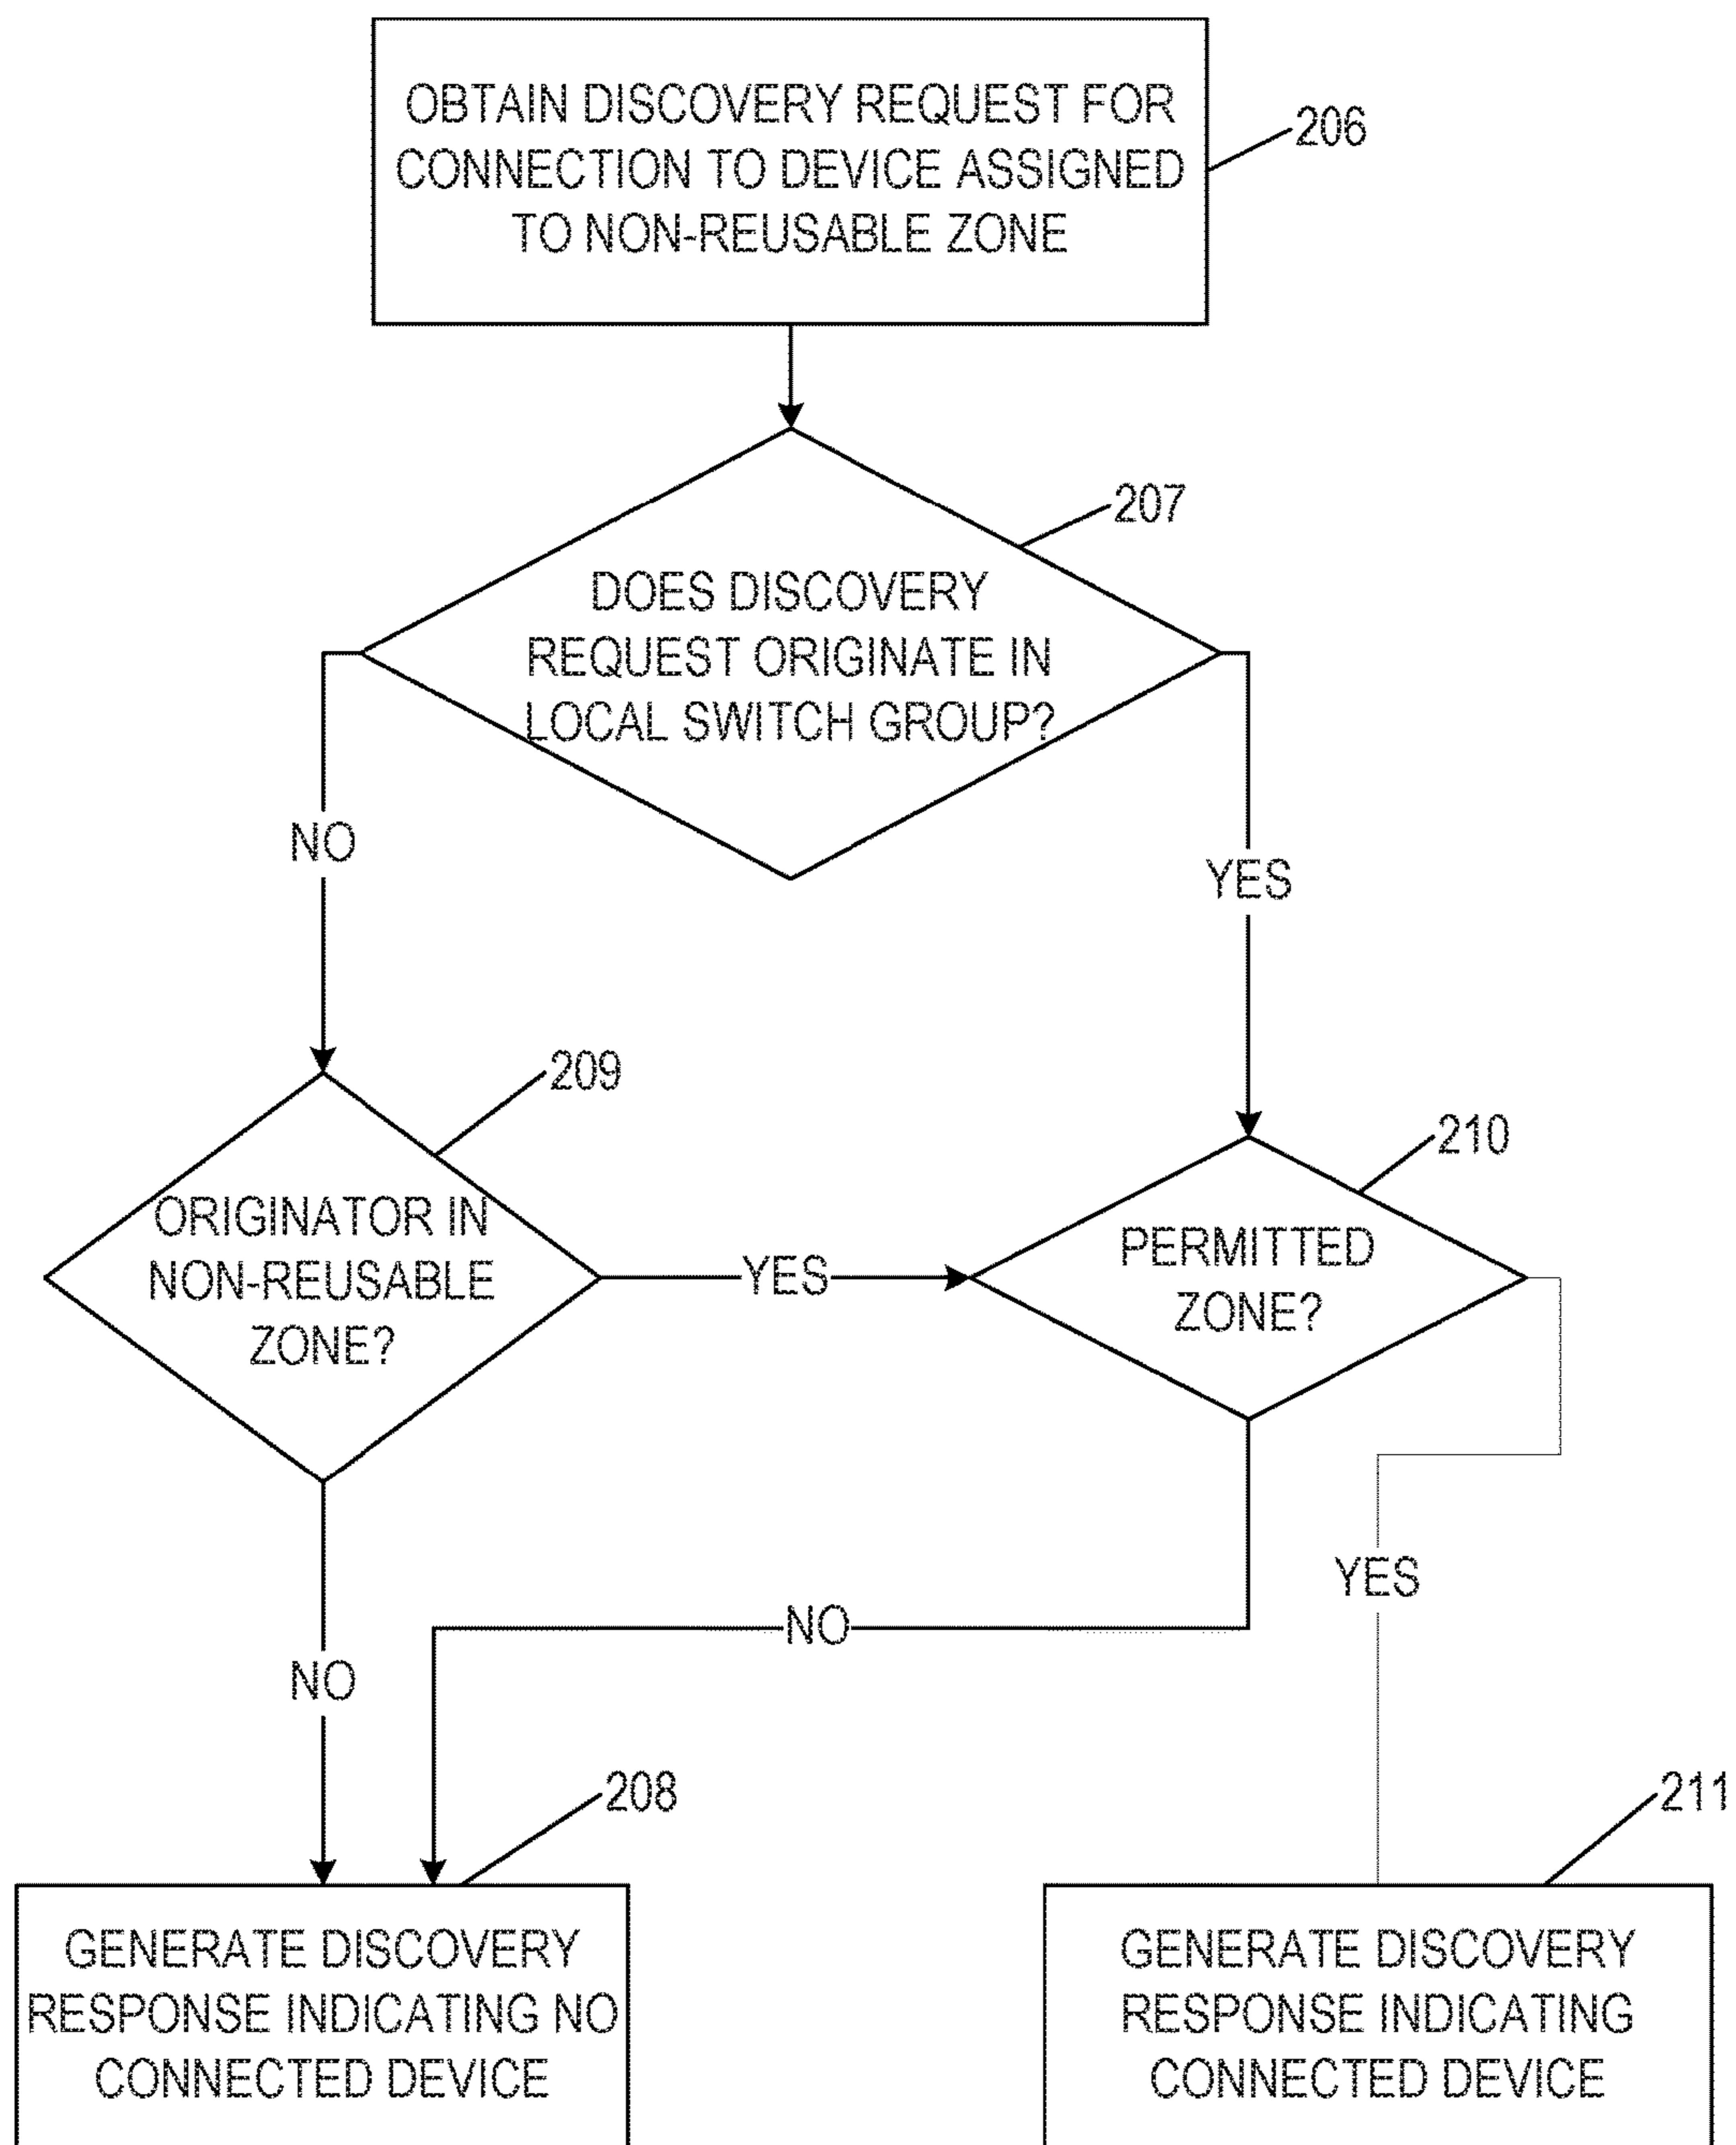 OBTAIN DISCOVERY REQUEST FOR
CONNECTION TO DEVICE ASSIGNED
TO NON-REUSABLE ZONE
206
207
DOES DISCOVERY
REQUEST ORIGINATE IN
LOCAL SWITCH GROUP?
NO
YES
209
ORIGINATOR IN
NON-REUSABLE
ZONE?
YES
210
PERMITTED
ZONE?
YES
NO
NO
208
211
GENERATE DISCOVERY
RESPONSE INDICATING NO
CONNECTED DEVICE
GENERATE DISCOVERY
RESPONSE INDICATING
CONNECTED DEVICE